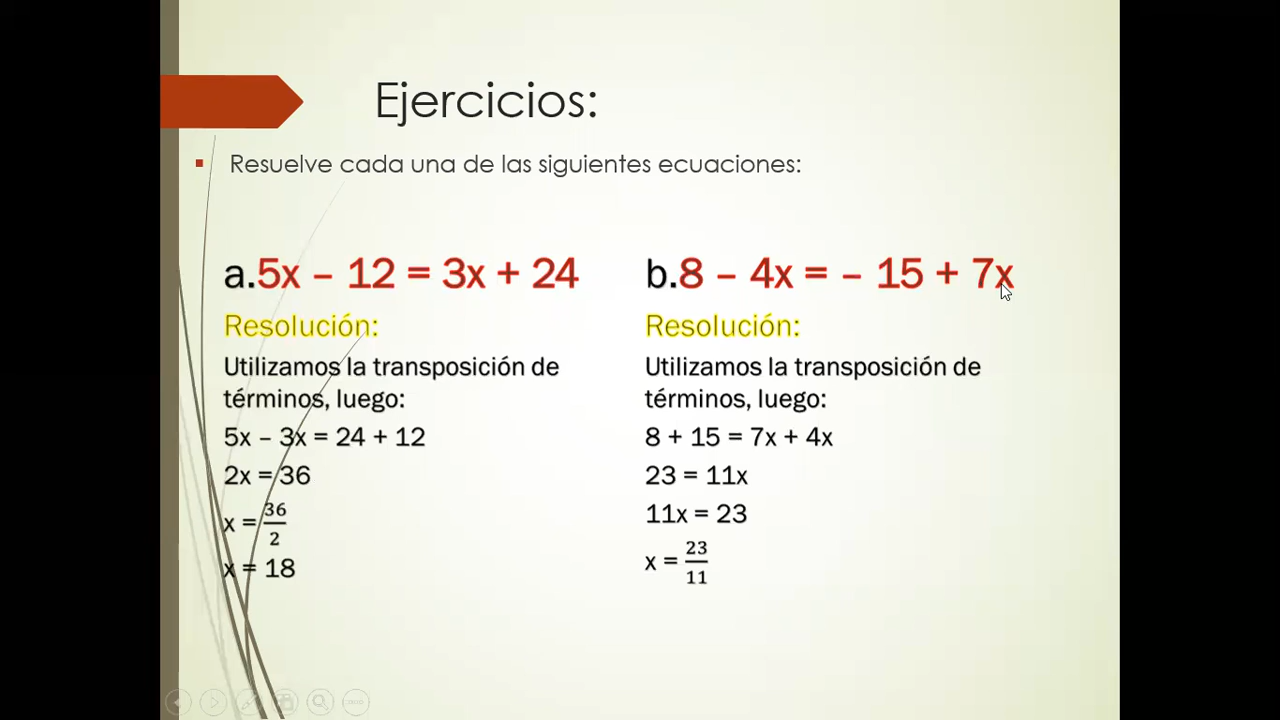 Ejercicios:
Resuelve cada una de las siguientes ecuaciones:
a.5x – 12 = 3x + 24
Resolución:
Utilizamos la transposición de
términos, luego:
5x – 3x = 24 + 12
2x = 36
x = 36/2
x = 18
b.8 – 4x = – 15 + 7x
Resolución:
Utilizamos la transposición de
términos, luego:
8 + 15 = 7x + 4x
23 = 11x
11x = 23
x = 23/11